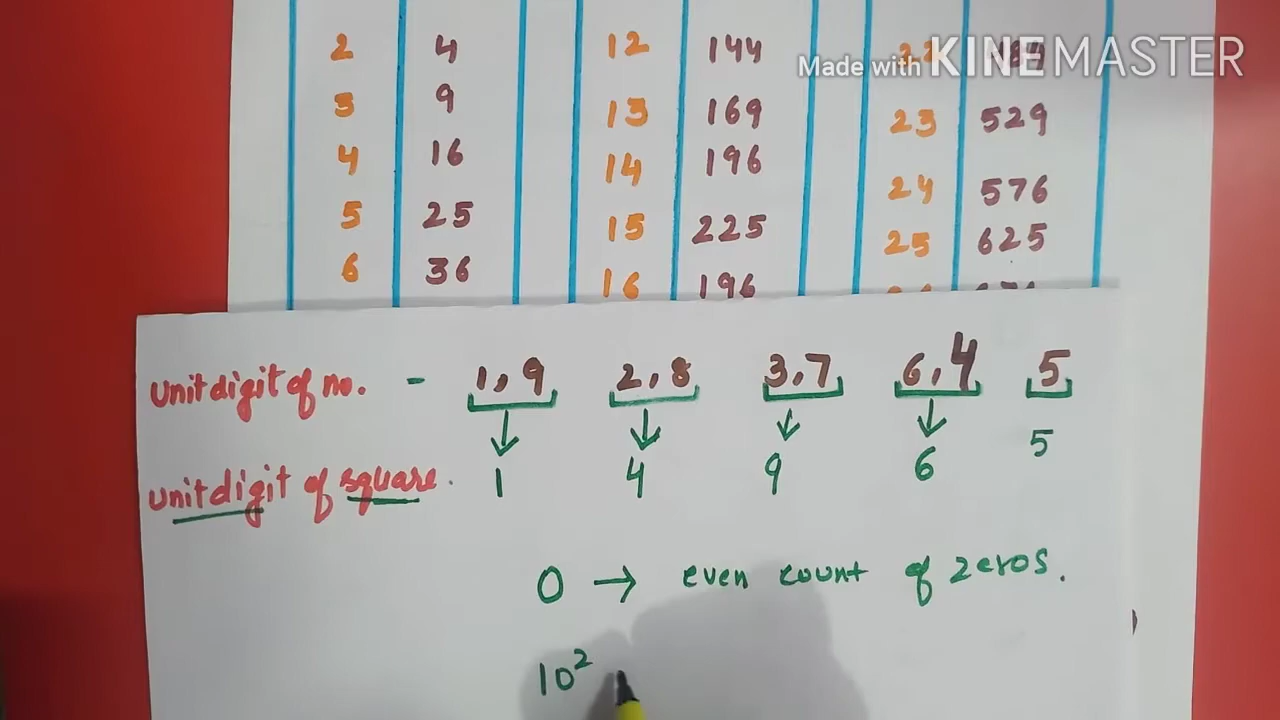 Made with KINEMASTER
2 4 12 144 22 484
3 9 13 169 23 529
4 16 14 196 24 576
5 25 15 225 25 625
6 36 16 196
unit digit of no. - 1,9 2,8 3,7 6,4 5
unit digit of square. 1 4 9 6 5
0 → even count of zeros.
10²